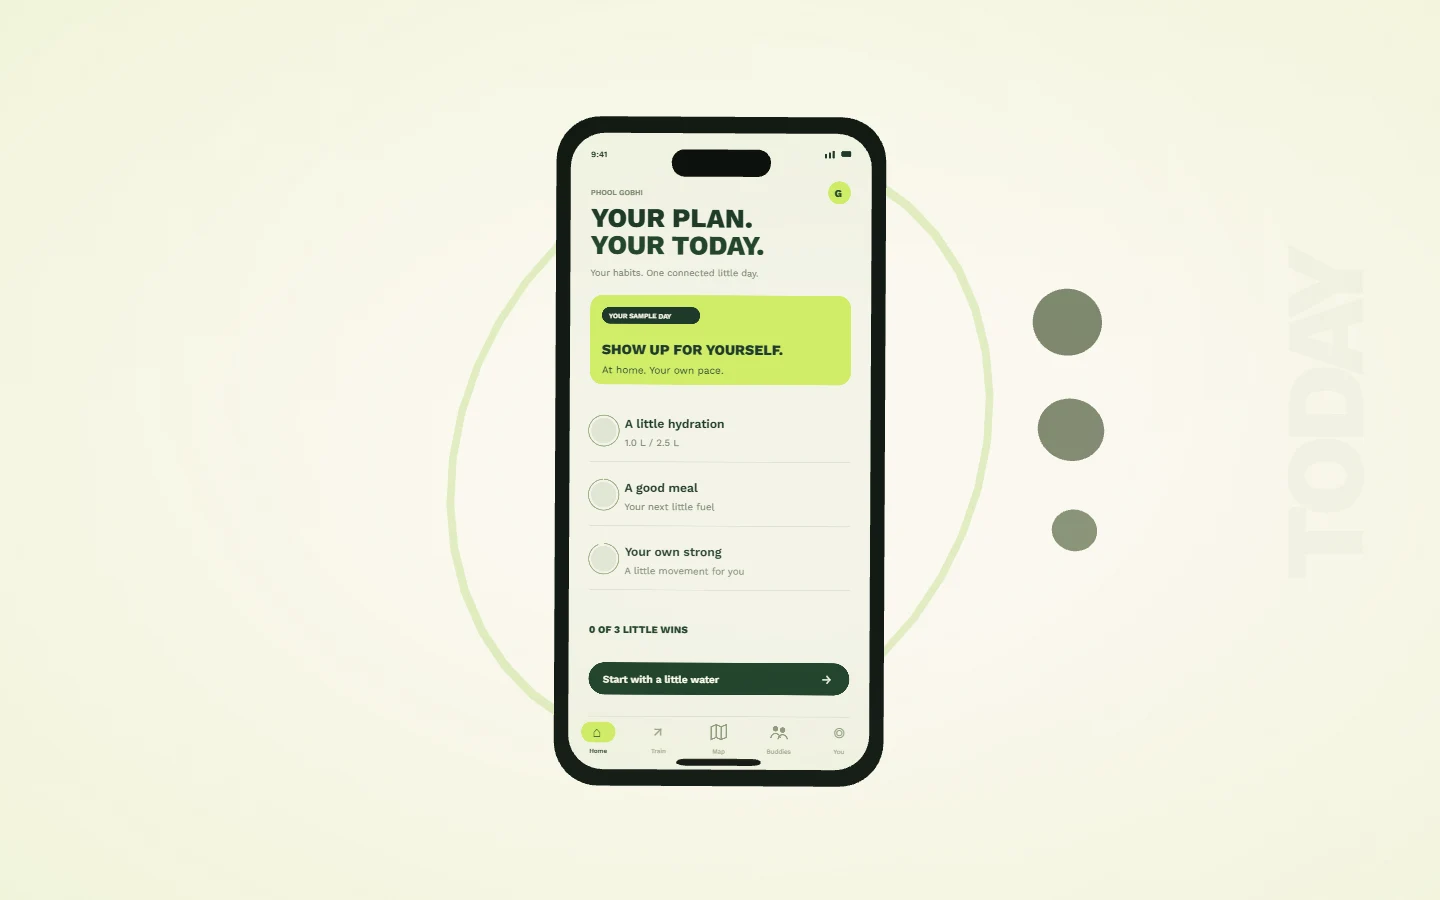 9:41
PHOOL GOBHI
G
YOUR PLAN.
YOUR TODAY.
Your habits. One connected little day.
YOUR SAMPLE DAY
SHOW UP FOR YOURSELF.
At home. Your own pace.
A little hydration
1.0 L / 2.5 L
A good meal
Your next little fuel
Your own strong
A little movement for you
0 OF 3 LITTLE WINS
Start with a little water →
Home
Train
Map
Buddies
You
TODAY